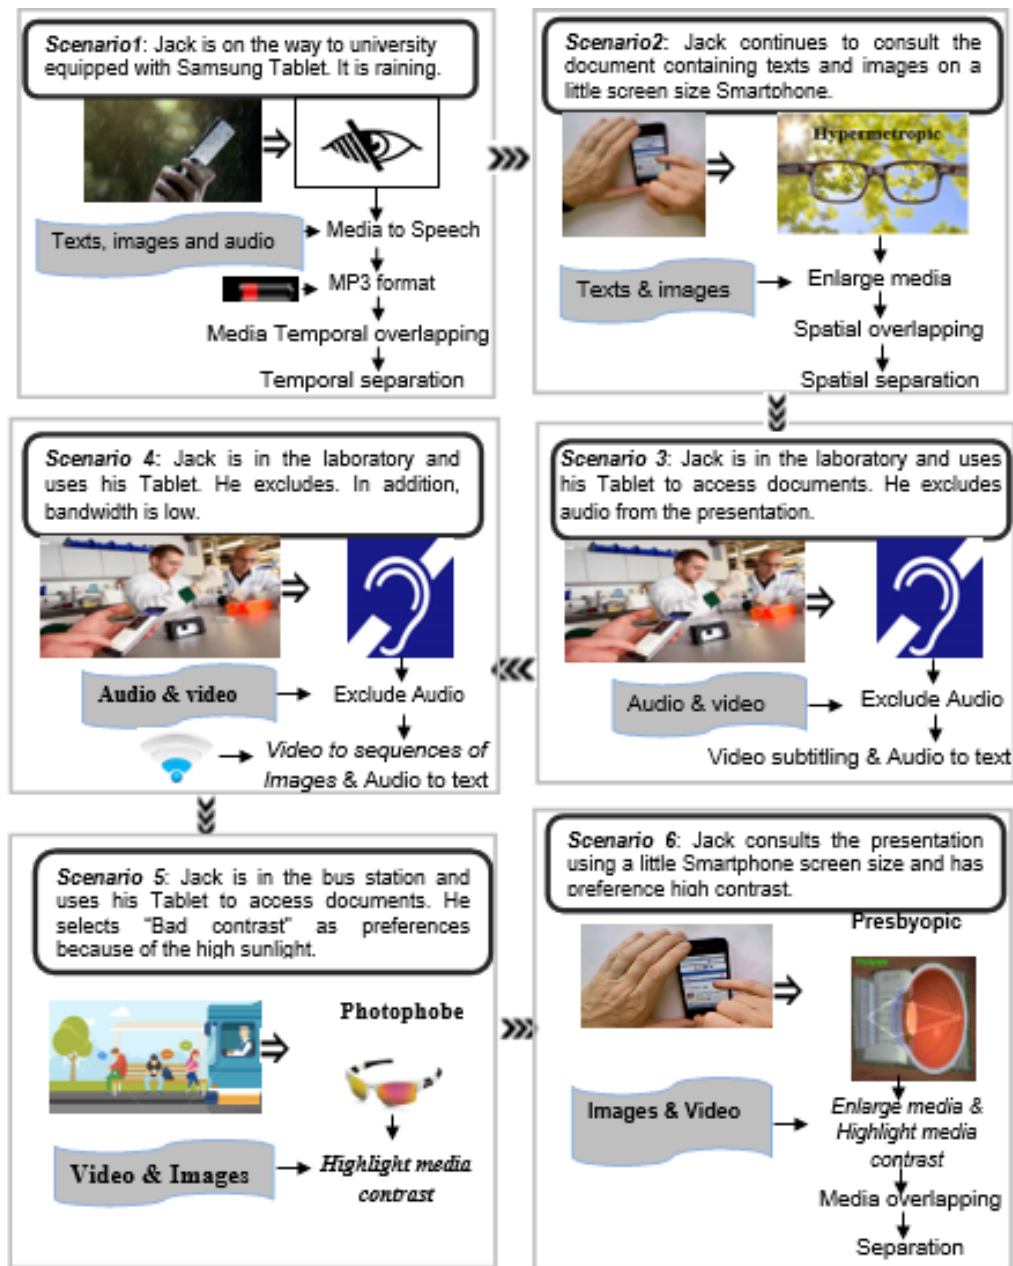 Scenario1: Jack is on the way to university
equipped with Samsung Tablet. It is raining.
Texts, images and audio
Media to Speech
MP3 format
Media Temporal overlapping
Temporal separation
Scenario2: Jack continues to consult the
document containing texts and images on a
little screen size Smartphone.
Hypermetropic
Texts & images
Enlarge media
Spatial overlapping
Spatial separation
Scenario 3: Jack is in the laboratory and uses
his Tablet to access documents. He excludes
audio from the presentation.
Audio & video
Exclude Audio
Video subtitling & Audio to text
Scenario 4: Jack is in the laboratory and
uses his Tablet. He excludes. In addition,
bandwidth is low.
Audio & video
Exclude Audio
Video to sequences of
Images & Audio to text
Scenario 5: Jack is in the bus station and
uses his Tablet to access documents. He
selects "Bad contrast" as preferences
because of the high sunlight.
Photophobe
Video & Images
Highlight media
contrast
Scenario 6: Jack consults the presentation
using a little Smartphone screen size and has
preference high contrast.
Presbyopic
Images & Video
Enlarge media &
Highlight media
contrast
Media overlapping
Separation